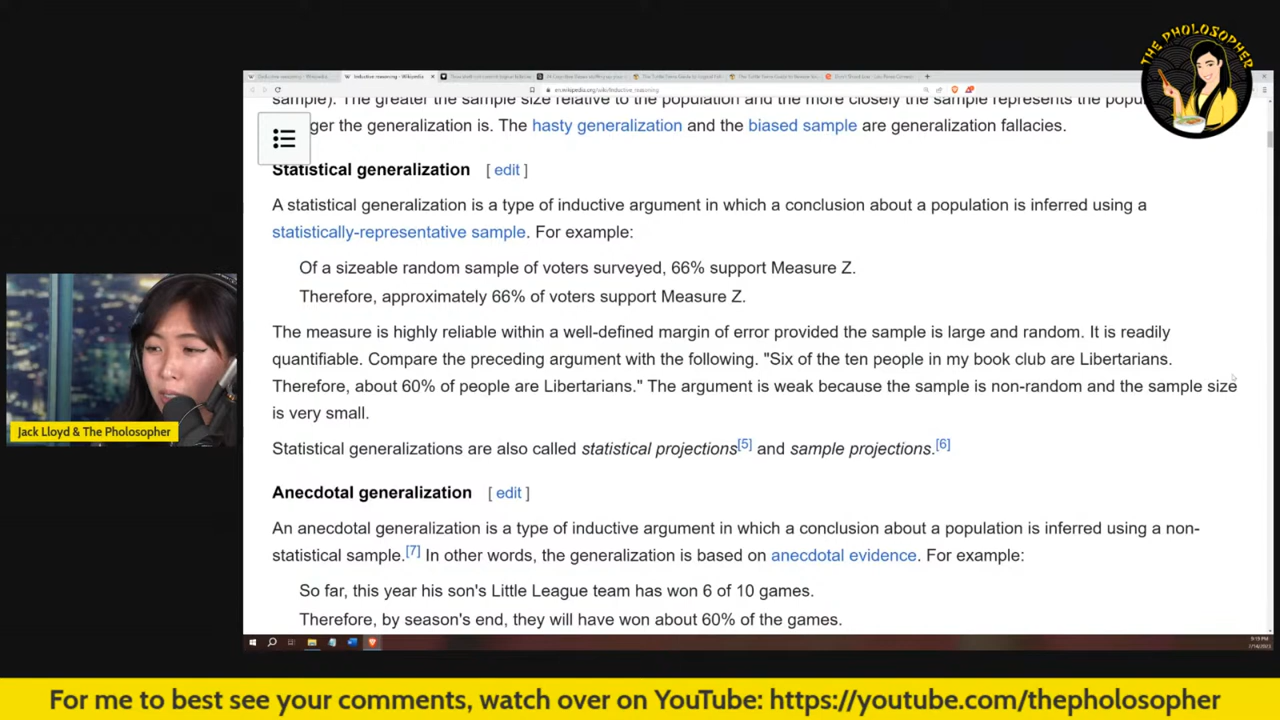 THE PHOLOSOPHER
Inductive reasoning - Wikipedia
en.wikipedia.org/wiki/Inductive_reasoning
sample). The greater the sample size relative to the population and the more closely the sample represents the
ger the generalization is. The hasty generalization and the biased sample are generalization fallacies.
Statistical generalization [ edit ]
A statistical generalization is a type of inductive argument in which a conclusion about a population is inferred using a
statistically-representative sample. For example:
Of a sizeable random sample of voters surveyed, 66% support Measure Z.
Therefore, approximately 66% of voters support Measure Z.
The measure is highly reliable within a well-defined margin of error provided the sample is large and random. It is readily
quantifiable. Compare the preceding argument with the following. "Six of the ten people in my book club are Libertarians.
Therefore, about 60% of people are Libertarians." The argument is weak because the sample is non-random and the sample size
is very small.
Statistical generalizations are also called statistical projections[5] and sample projections.[6]
Anecdotal generalization [ edit ]
An anecdotal generalization is a type of inductive argument in which a conclusion about a population is inferred using a non-
statistical sample.[7] In other words, the generalization is based on anecdotal evidence. For example:
So far, this year his son's Little League team has won 6 of 10 games.
Therefore, by season's end, they will have won about 60% of the games.
Jack Lloyd & The Pholosopher
For me to best see your comments, watch over on YouTube: https://youtube.com/thepholosopher